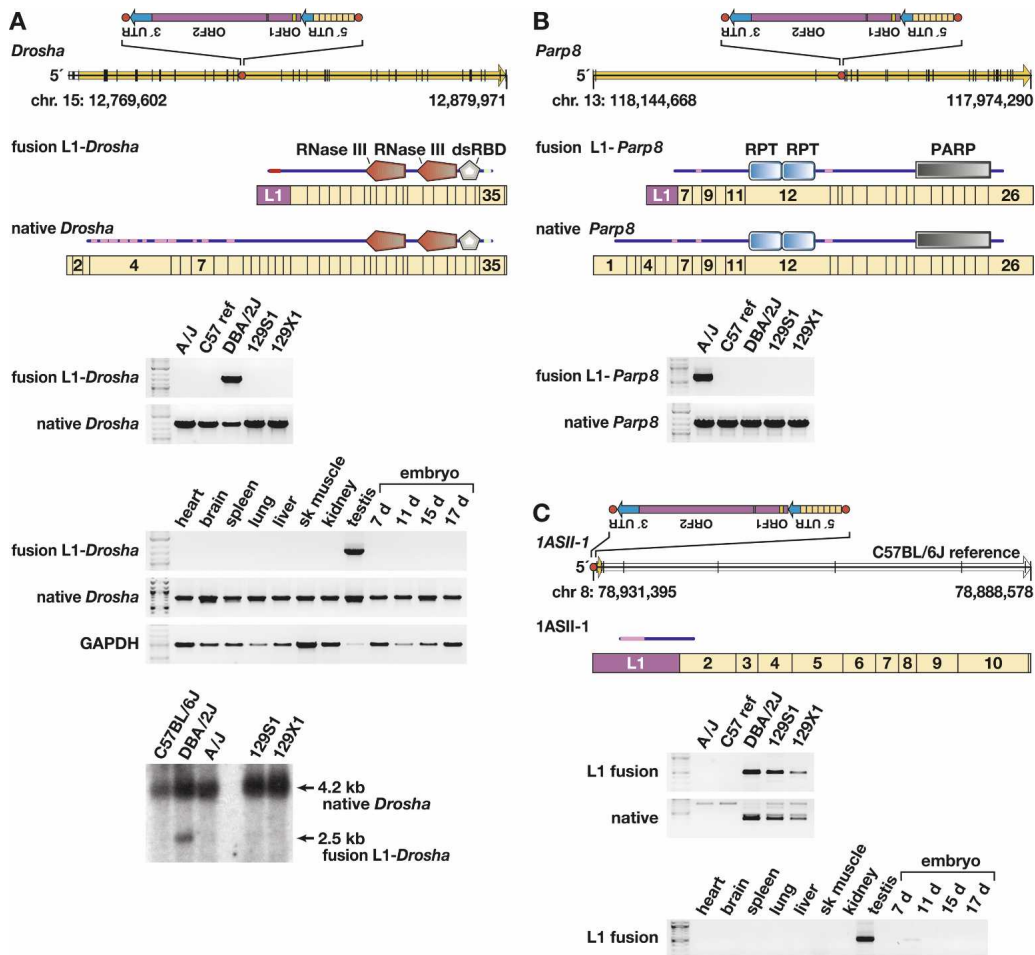 A
3´ UTR
ORF2
ORF1
5´ UTR
Drosha
5´
chr. 15: 12,769,602
12,879,971
fusion L1-Drosha
RNase III RNase III dsRBD
L1
35
native Drosha
2 4 7 35
A/J
C57 ref
DBA/2J
129S1
129X1
fusion L1-Drosha
native Drosha
heart
brain
spleen
lung
liver
sk muscle
kidney
testis
embryo
7 d
11 d
15 d
17 d
fusion L1-Drosha
native Drosha
GAPDH
C57BL/6J
DBA/2J
A/J
129S1
129X1
4.2 kb
native Drosha
2.5 kb
fusion L1-Drosha
B
3´ UTR
ORF2
ORF1
5´ UTR
Parp8
5´
chr. 13: 118,144,668
117,974,290
fusion L1-Parp8
RPT RPT PARP
L1 7 9 11 12 26
native Parp8
1 4 7 9 11 12 26
A/J
C57 ref
DBA/2J
129S1
129X1
fusion L1-Parp8
native Parp8
C
3´ UTR
ORF2
ORF1
5´ UTR
1ASII-1
C57BL/6J reference
5´
chr 8: 78,931,395
78,888,578
1ASII-1
L1 2 3 4 5 6 7 8 9 10
A/J
C57 ref
DBA/2J
129S1
129X1
L1 fusion
native
heart
brain
spleen
lung
liver
sk muscle
kidney
testis
embryo
7 d
11 d
15 d
17 d
L1 fusion